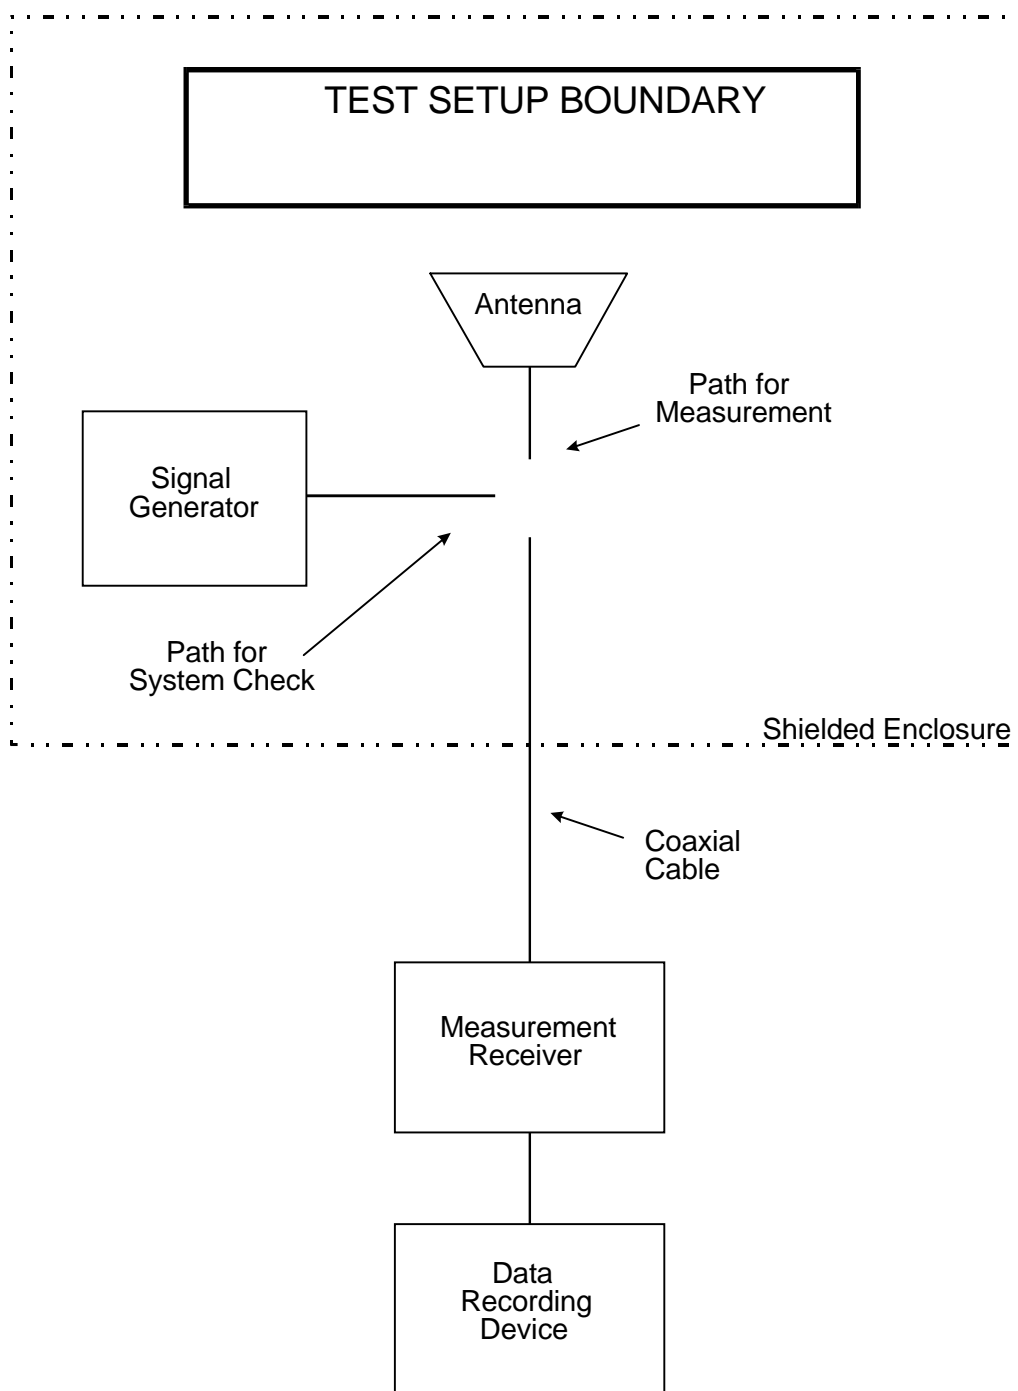 TEST SETUP BOUNDARY
Antenna
Path for
Measurement
Signal
Generator
Path for
System Check
Shielded Enclosure
Coaxial
Cable
Measurement
Receiver
Data
Recording
Device